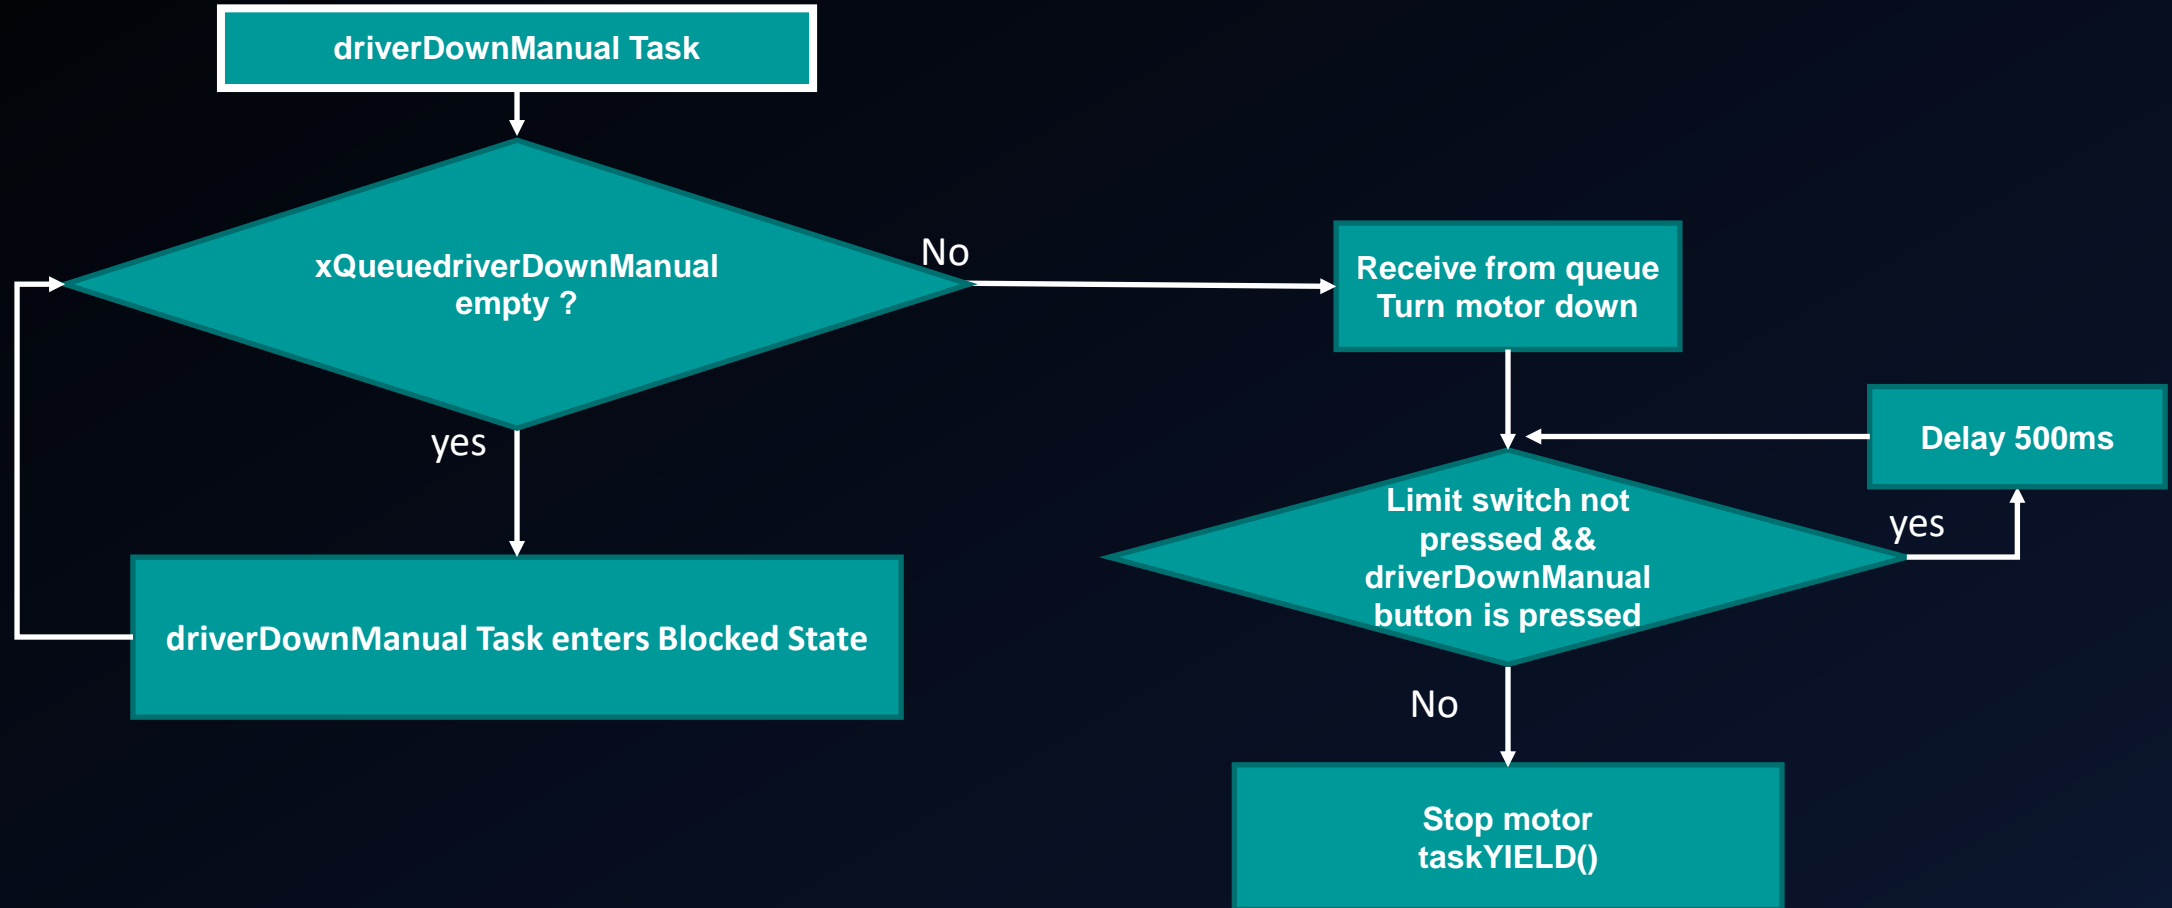 driverDownManual Task
xQueuedriverDownManual
empty ?
No
yes
driverDownManual Task enters Blocked State
Receive from queue
Turn motor down
Delay 500ms
Limit switch not
pressed &&
driverDownManual
button is pressed
yes
No
Stop motor
taskYIELD()